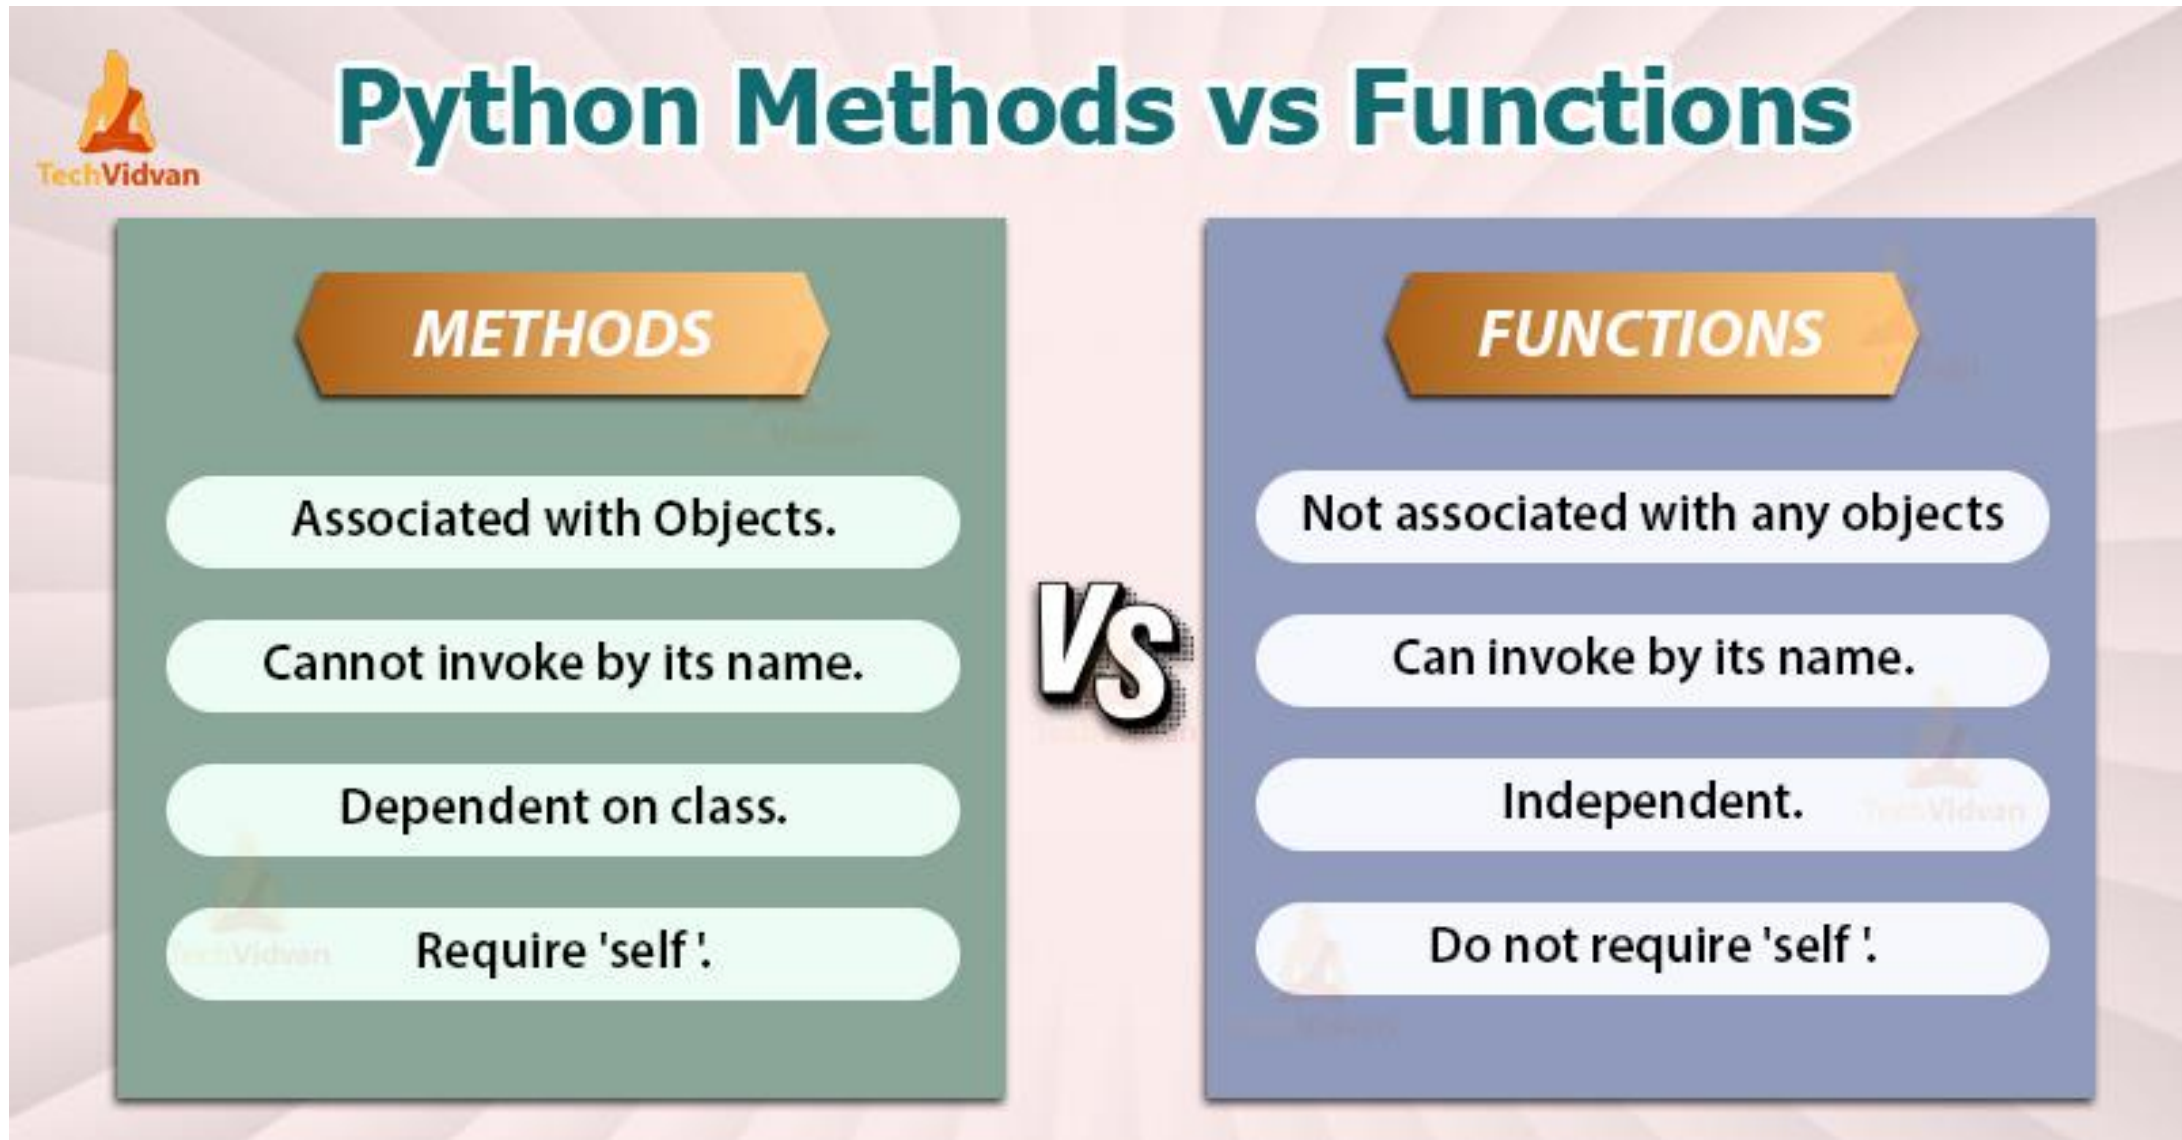 TechVidvan
Python Methods vs Functions
METHODS
Associated with Objects.
Cannot invoke by its name.
Dependent on class.
Require 'self '.
VS
FUNCTIONS
Not associated with any objects
Can invoke by its name.
Independent.
Do not require 'self '.